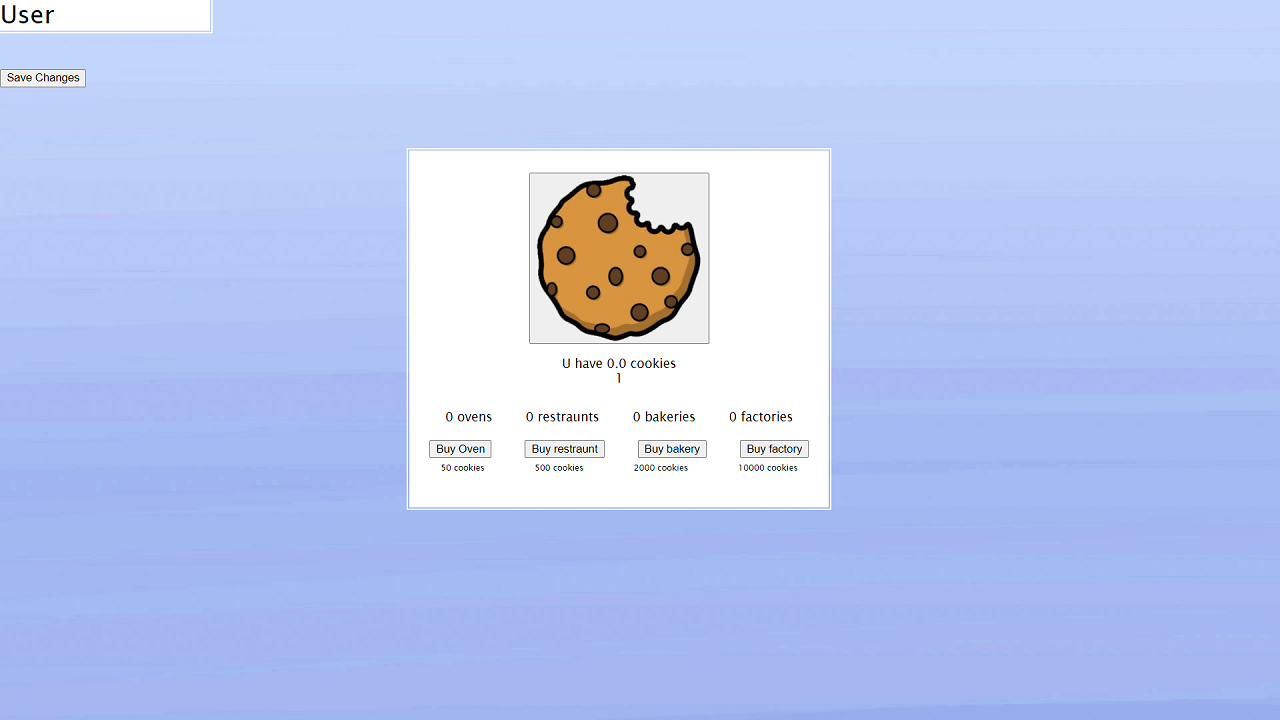 User
Save Changes
U have 0.0 cookies
1
0 ovens 0 restraunts 0 bakeries 0 factories
Buy Oven Buy restraunt Buy bakery Buy factory
50 cookies 500 cookies 2000 cookies 10000 cookies